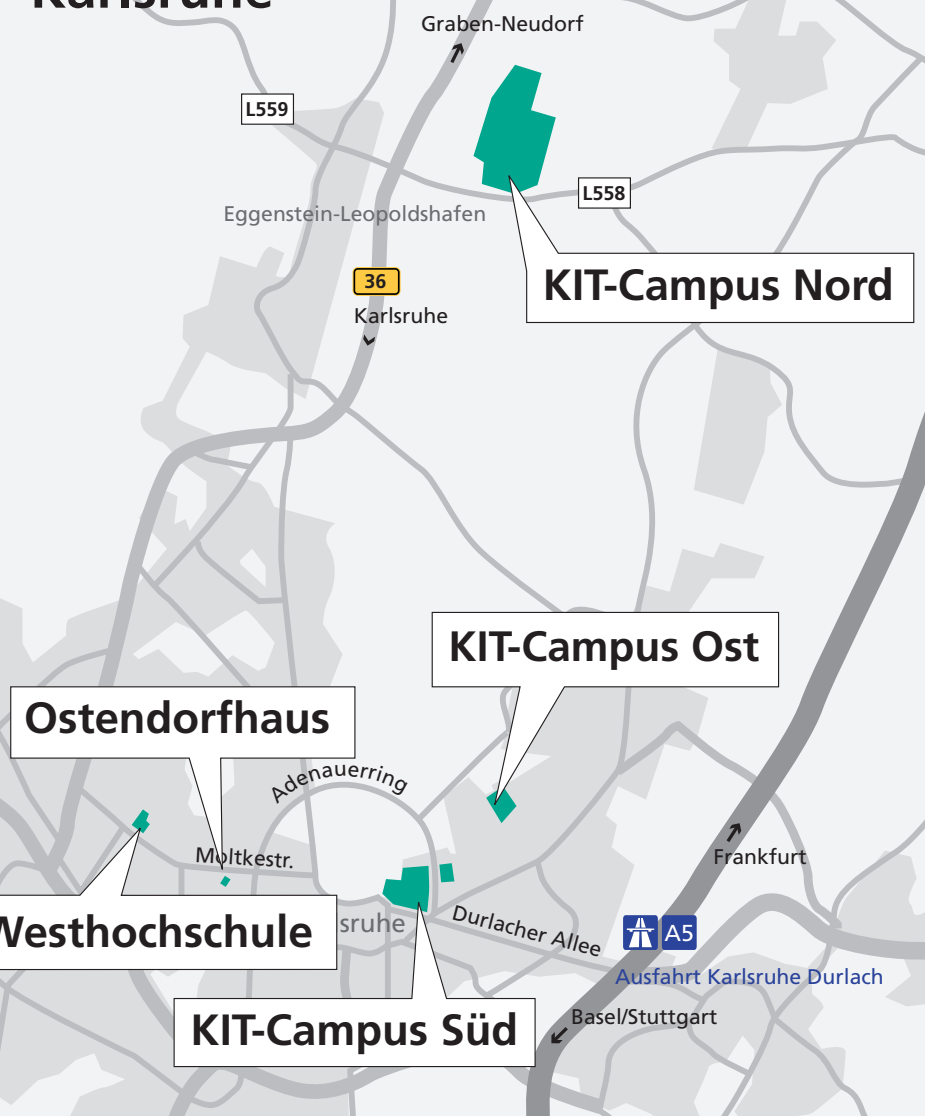 Karlsruhe
Graben-Neudorf
L559
L558
Eggenstein-Leopoldshafen
KIT-Campus Nord
36
Karlsruhe
KIT-Campus Ost
Ostendorfhaus
Adenauerring
Moltkestr.
Frankfurt
Westhochschule
sruhe
Durlacher Allee
A5
Ausfahrt Karlsruhe Durlach
Basel/Stuttgart
KIT-Campus Süd